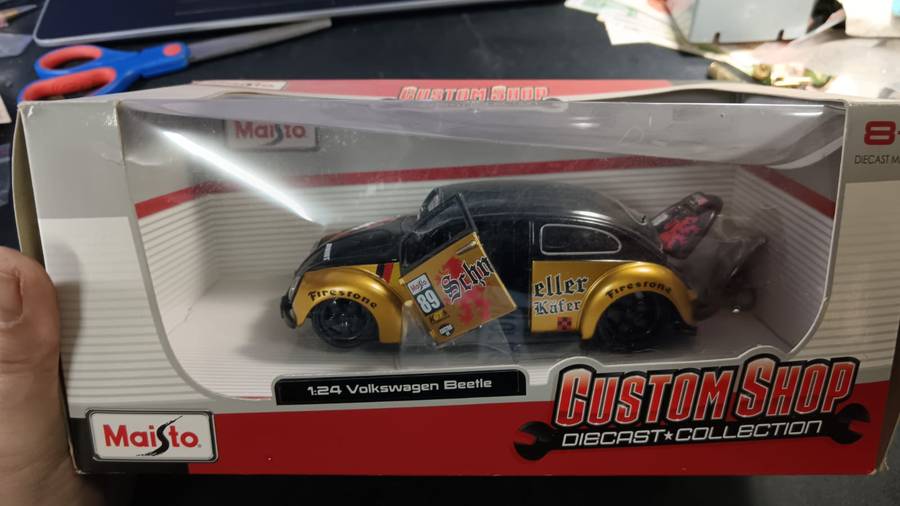 CUSTOM SHOP
Maisto
8+
DIECAST M
Firestone
Maisto
89
Schn
eller
Käfer
Firestone
1:24 Volkswagen Beetle
Maisto®
CUSTOM SHOP
DIECAST★COLLECTION